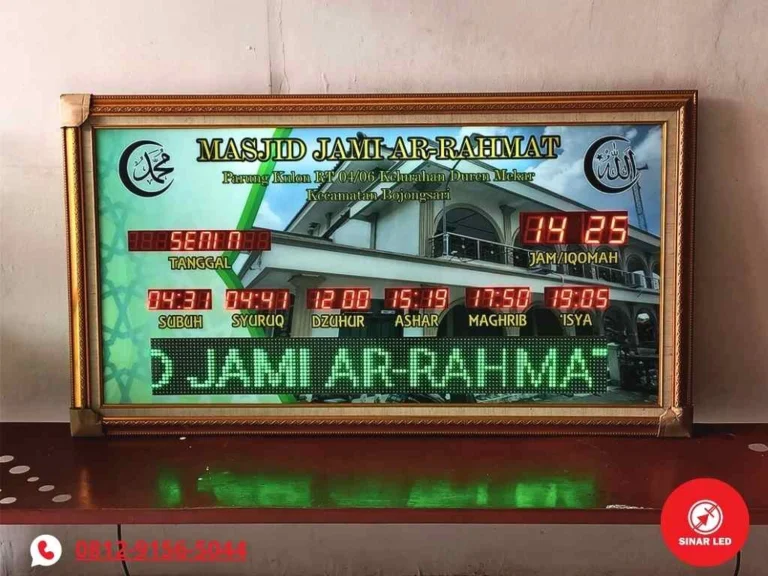 MASJID JAMI AR-RAHMAT
محمد
الله
Parung Kulon RT 04/06 Kelurahan Duren Mekar
Kecamatan Bojongsari
SENIN
14 25
TANGGAL
JAM/IQOMAH
04:31 04:41 12 00 15:19 17:50 19:05
SUBUH SYURUQ DZUHUR ASHAR MAGHRIB ISYA
D JAMI AR-RAHMAT
SINAR LED
0812-9156-5044